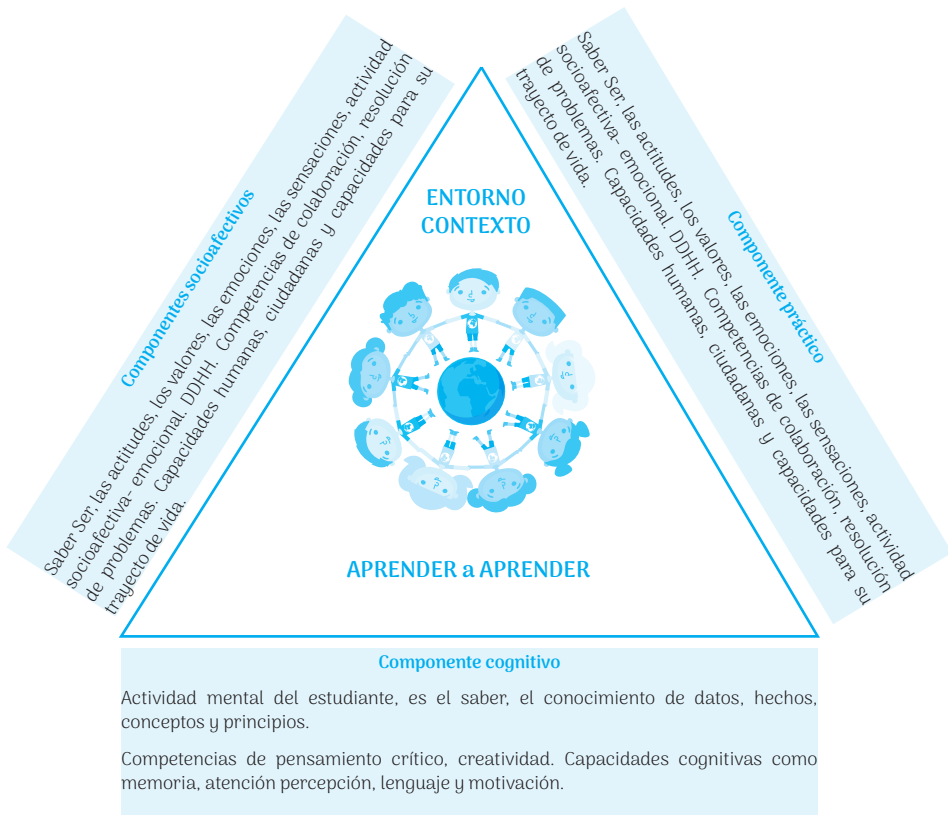 Componentes socioafectivos
Saber Ser, las actitudes, los valores, las emociones, las sensaciones, actividad
socioafectiva- emocional. DDHH. Competencias de colaboración, resolución
de problemas. Capacidades humanas, ciudadanas y capacidades para su
trayecto de vida.
ENTORNO
CONTEXTO
APRENDER a APRENDER
Componente práctico
Saber Ser, las actitudes, los valores, las emociones, las sensaciones, actividad
socioafectiva- emocional. DDHH. Competencias de colaboración, resolución
de problemas. Capacidades humanas, ciudadanas y capacidades para su
trayecto de vida.
Componente cognitivo
Actividad mental del estudiante, es el saber, el conocimiento de datos, hechos,
conceptos y principios.
Competencias de pensamiento crítico, creatividad. Capacidades cognitivas como
memoria, atención percepción, lenguaje y motivación.